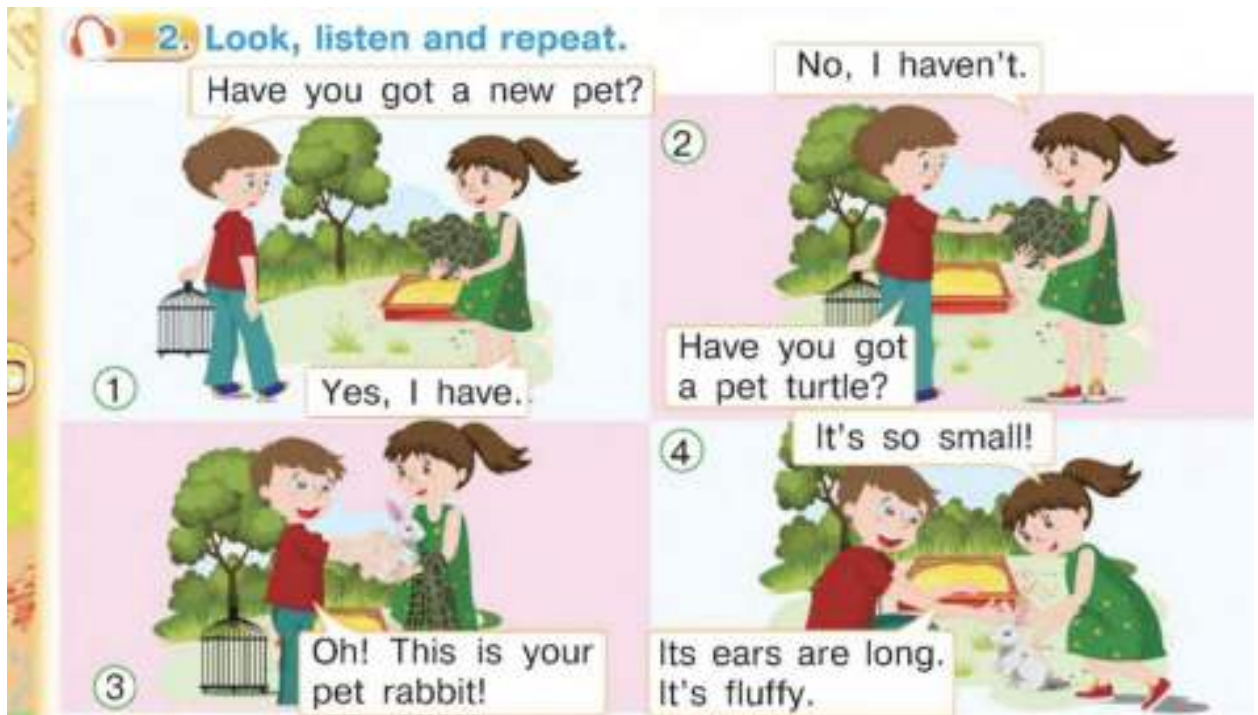 2. Look, listen and repeat.
Have you got a new pet?
1
Yes, I have.
2
No, I haven't.
Have you got
a pet turtle?
3
Oh! This is your
pet rabbit!
4
It's so small!
Its ears are long.
It's fluffy.